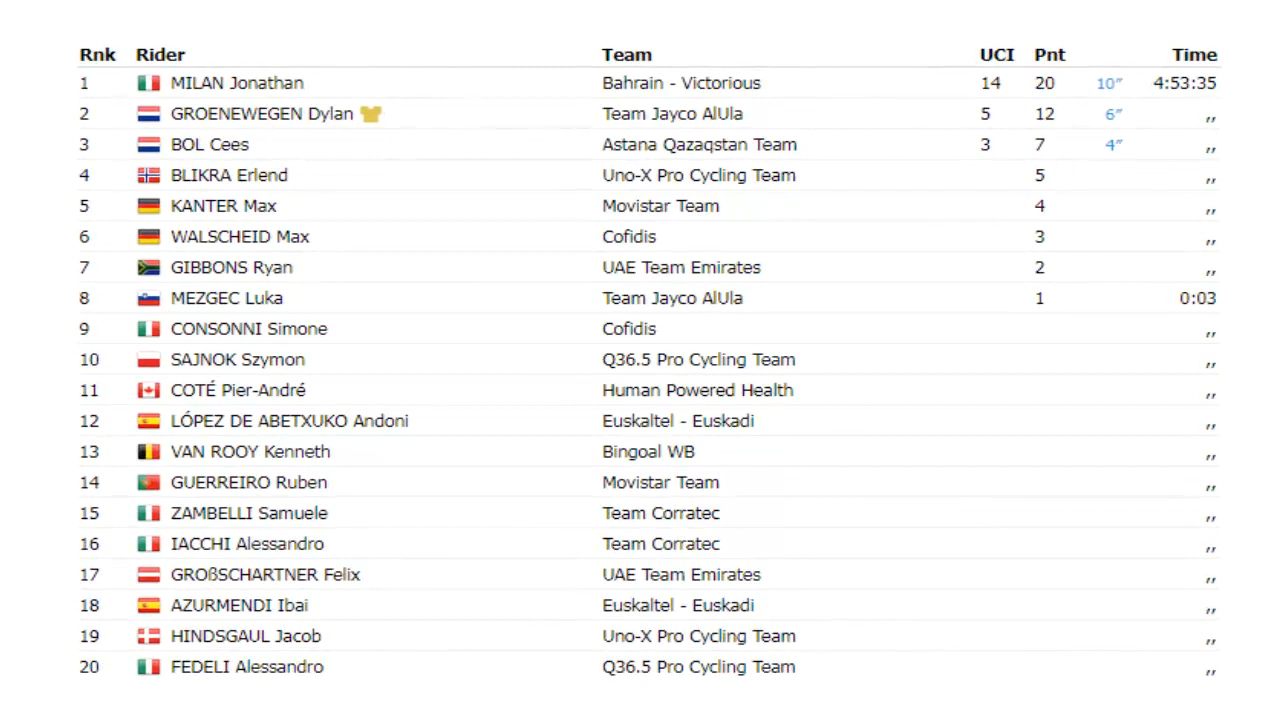 Rnk Rider Team UCI Pnt Time
1 MILAN Jonathan Bahrain - Victorious 14 20 10″ 4:53:35
2 GROENEWEGEN Dylan Team Jayco AlUla 5 12 6″ ,,
3 BOL Cees Astana Qazaqstan Team 3 7 4″ ,,
4 BLIKRA Erlend Uno-X Pro Cycling Team 5 ,,
5 KANTER Max Movistar Team 4 ,,
6 WALSCHEID Max Cofidis 3 ,,
7 GIBBONS Ryan UAE Team Emirates 2 ,,
8 MEZGEC Luka Team Jayco AlUla 1 0:03
9 CONSONNI Simone Cofidis ,,
10 SAJNOK Szymon Q36.5 Pro Cycling Team ,,
11 COTÉ Pier-André Human Powered Health ,,
12 LÓPEZ DE ABETXUKO Andoni Euskaltel - Euskadi ,,
13 VAN ROOY Kenneth Bingoal WB ,,
14 GUERREIRO Ruben Movistar Team ,,
15 ZAMBELLI Samuele Team Corratec ,,
16 IACCHI Alessandro Team Corratec ,,
17 GROßSCHARTNER Felix UAE Team Emirates ,,
18 AZURMENDI Ibai Euskaltel - Euskadi ,,
19 HINDSGAUL Jacob Uno-X Pro Cycling Team ,,
20 FEDELI Alessandro Q36.5 Pro Cycling Team ,,